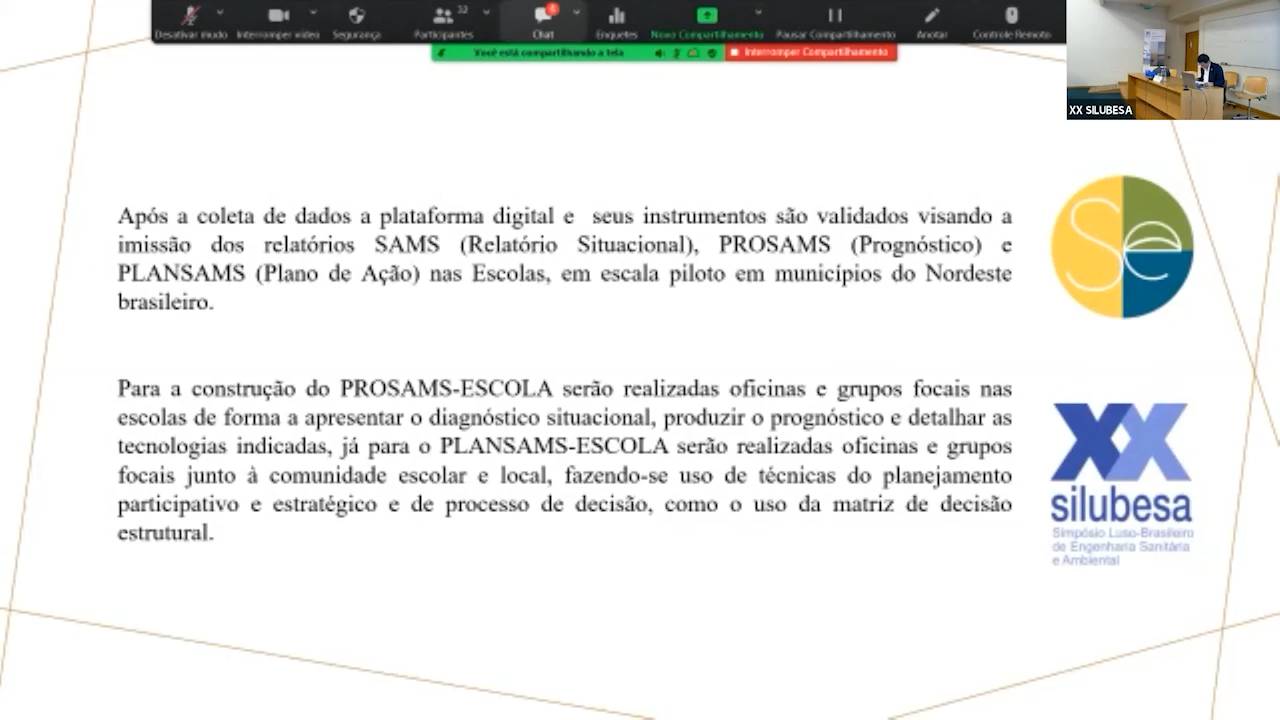 Desativar mudo Interromper vídeo Segurança Participantes 32 Chat 4 Enquetes Novo Compartilhamento Pausar Compartilhamento Anotar Controle Remoto
Você está compartilhando a tela Interromper Compartilhamento
XX SILUBESA
Após a coleta de dados a plataforma digital e seus instrumentos são validados visando a
imissão dos relatórios SAMS (Relatório Situacional), PROSAMS (Prognóstico) e
PLANSAMS (Plano de Ação) nas Escolas, em escala piloto em municípios do Nordeste
brasileiro.
Se
Para a construção do PROSAMS-ESCOLA serão realizadas oficinas e grupos focais nas
escolas de forma a apresentar o diagnóstico situacional, produzir o prognóstico e detalhar as
tecnologias indicadas, já para o PLANSAMS-ESCOLA serão realizadas oficinas e grupos
focais junto à comunidade escolar e local, fazendo-se uso de técnicas do planejamento
participativo e estratégico e de processo de decisão, como o uso da matriz de decisão
estrutural.
XX
silubesa
Simpósio Luso-Brasileiro
de Engenharia Sanitária
e Ambiental